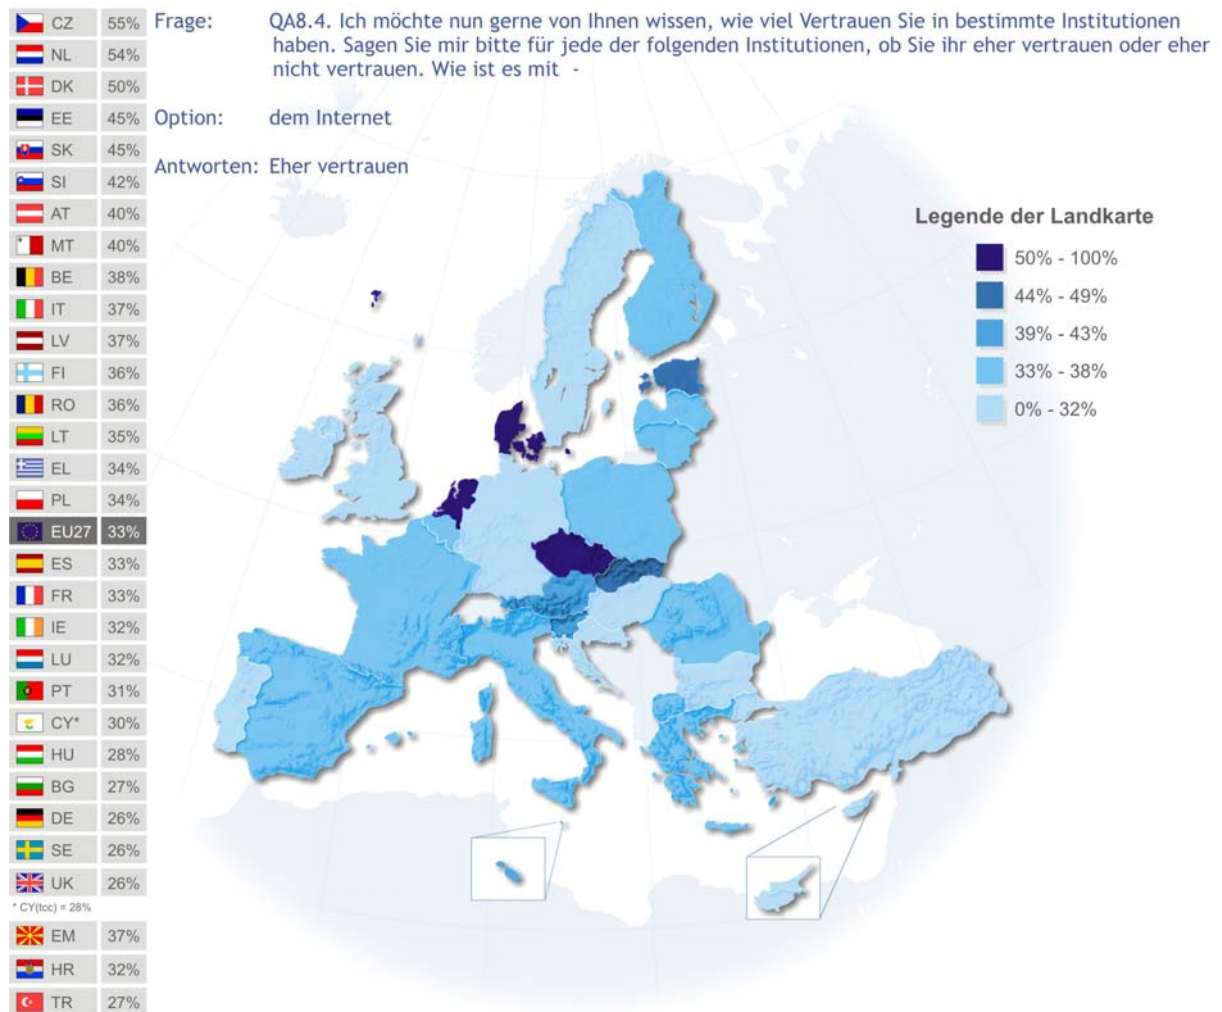 Frage: QA8.4. Ich möchte nun gerne von Ihnen wissen, wie viel Vertrauen Sie in bestimmte Institutionen
haben. Sagen Sie mir bitte für jede der folgenden Institutionen, ob Sie ihr eher vertrauen oder eher
nicht vertrauen. Wie ist es mit -
Option: dem Internet
Antworten: Eher vertrauen
CZ 55%
NL 54%
DK 50%
EE 45%
SK 45%
SI 42%
AT 40%
MT 40%
BE 38%
IT 37%
LV 37%
FI 36%
RO 36%
LT 35%
EL 34%
PL 34%
EU27 33%
ES 33%
FR 33%
IE 32%
LU 32%
PT 31%
CY* 30%
HU 28%
BG 27%
DE 26%
SE 26%
UK 26%
* CY(tcc) = 28%
EM 37%
HR 32%
TR 27%
Legende der Landkarte
50% - 100%
44% - 49%
39% - 43%
33% - 38%
0% - 32%